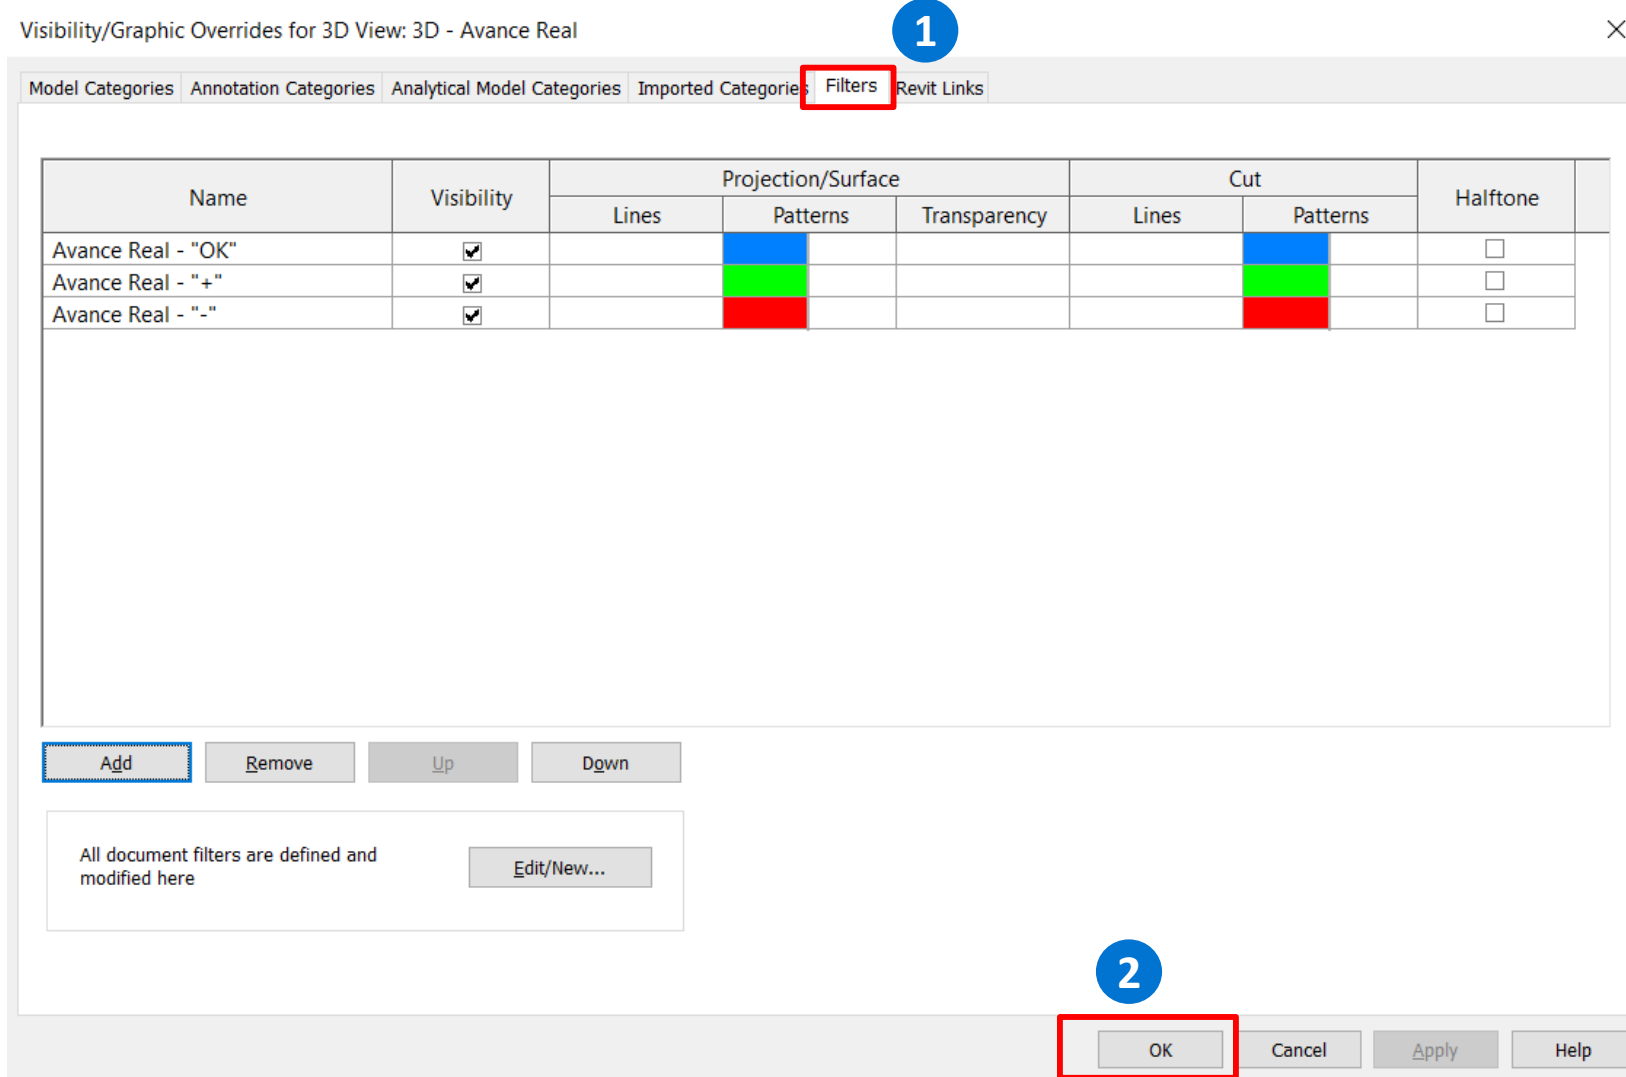 Visibility/Graphic Overrides for 3D View: 3D - Avance Real
1
Model Categories Annotation Categories Analytical Model Categories Imported Categories Filters Revit Links
Name Visibility Projection/Surface Cut Halftone
Lines Patterns Transparency Lines Patterns
Avance Real - "OK"
Avance Real - "+"
Avance Real - "-"
Add Remove Up Down
All document filters are defined and
modified here
Edit/New...
2
OK Cancel Apply Help